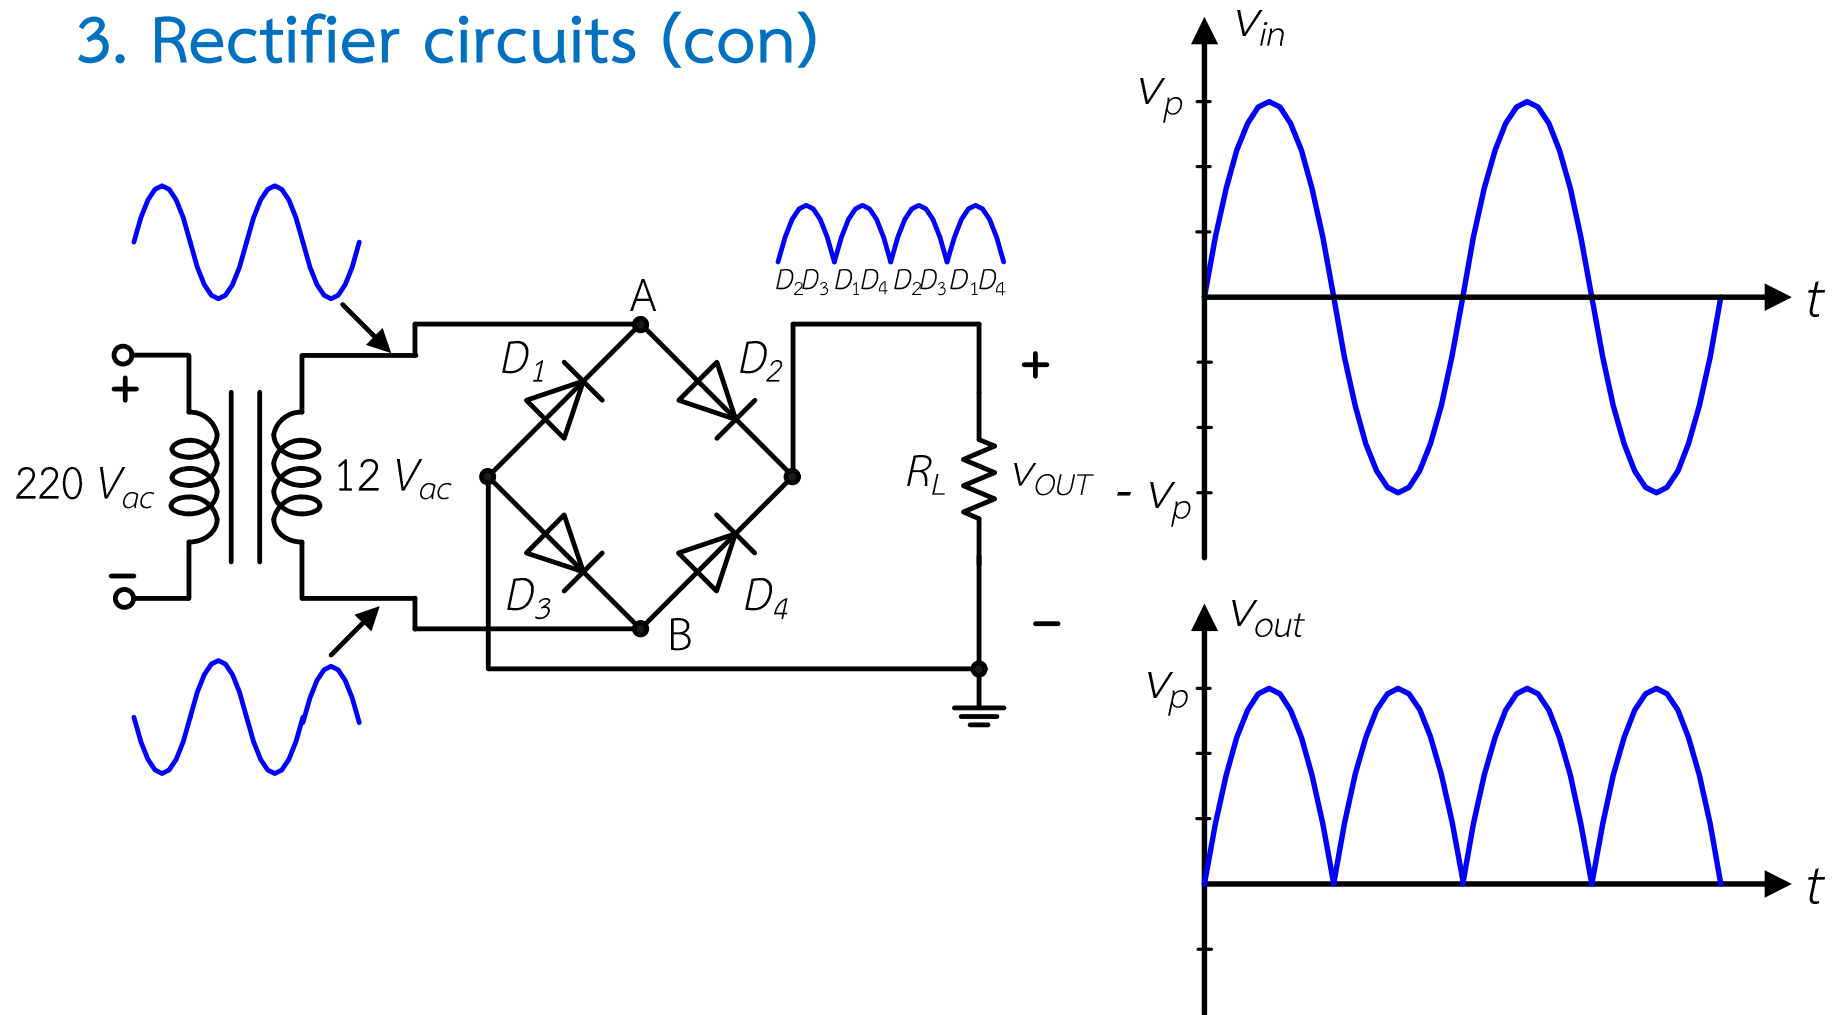 3. Rectifier circuits (con)
Vin
Vp
t
- Vp
D2D3 D1D4 D2D3 D1D4
A
D1
D2
+
+
220 Vac
12 Vac
RL
vOUT
D3
D4
B
−
−
Vout
Vp
t